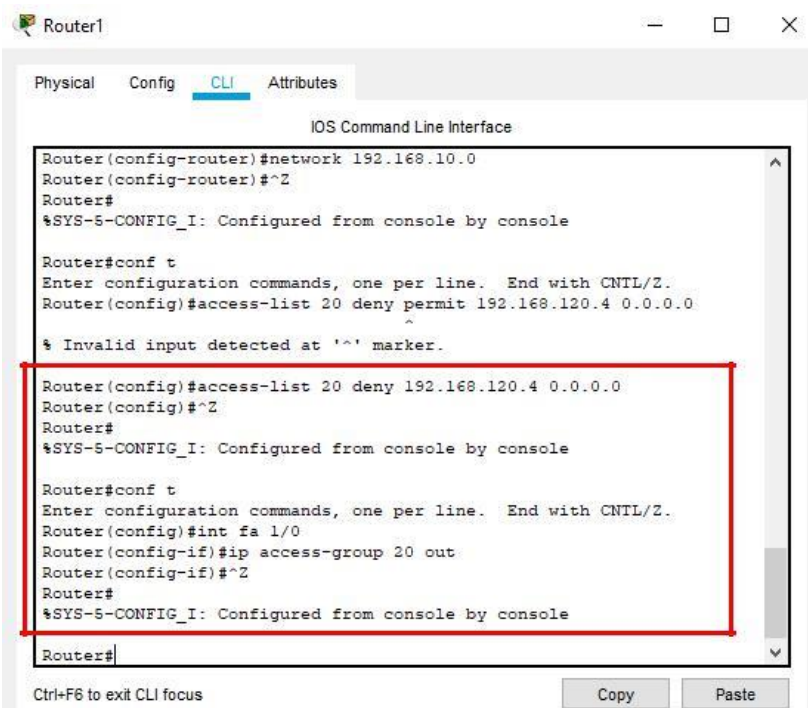 Router1
Physical Config CLI Attributes
IOS Command Line Interface
Router(config-router)#network 192.168.10.0
Router(config-router)#^Z
Router#
%SYS-5-CONFIG_I: Configured from console by console
Router#conf t
Enter configuration commands, one per line.  End with CNTL/Z.
Router(config)#access-list 20 deny permit 192.168.120.4 0.0.0.0
^
% Invalid input detected at '^' marker.
Router(config)#access-list 20 deny 192.168.120.4 0.0.0.0
Router(config)#^Z
Router#
%SYS-5-CONFIG_I: Configured from console by console
Router#conf t
Enter configuration commands, one per line.  End with CNTL/Z.
Router(config)#int fa 1/0
Router(config-if)#ip access-group 20 out
Router(config-if)#^Z
Router#
%SYS-5-CONFIG_I: Configured from console by console
Router#
Ctrl+F6 to exit CLI focus Copy Paste